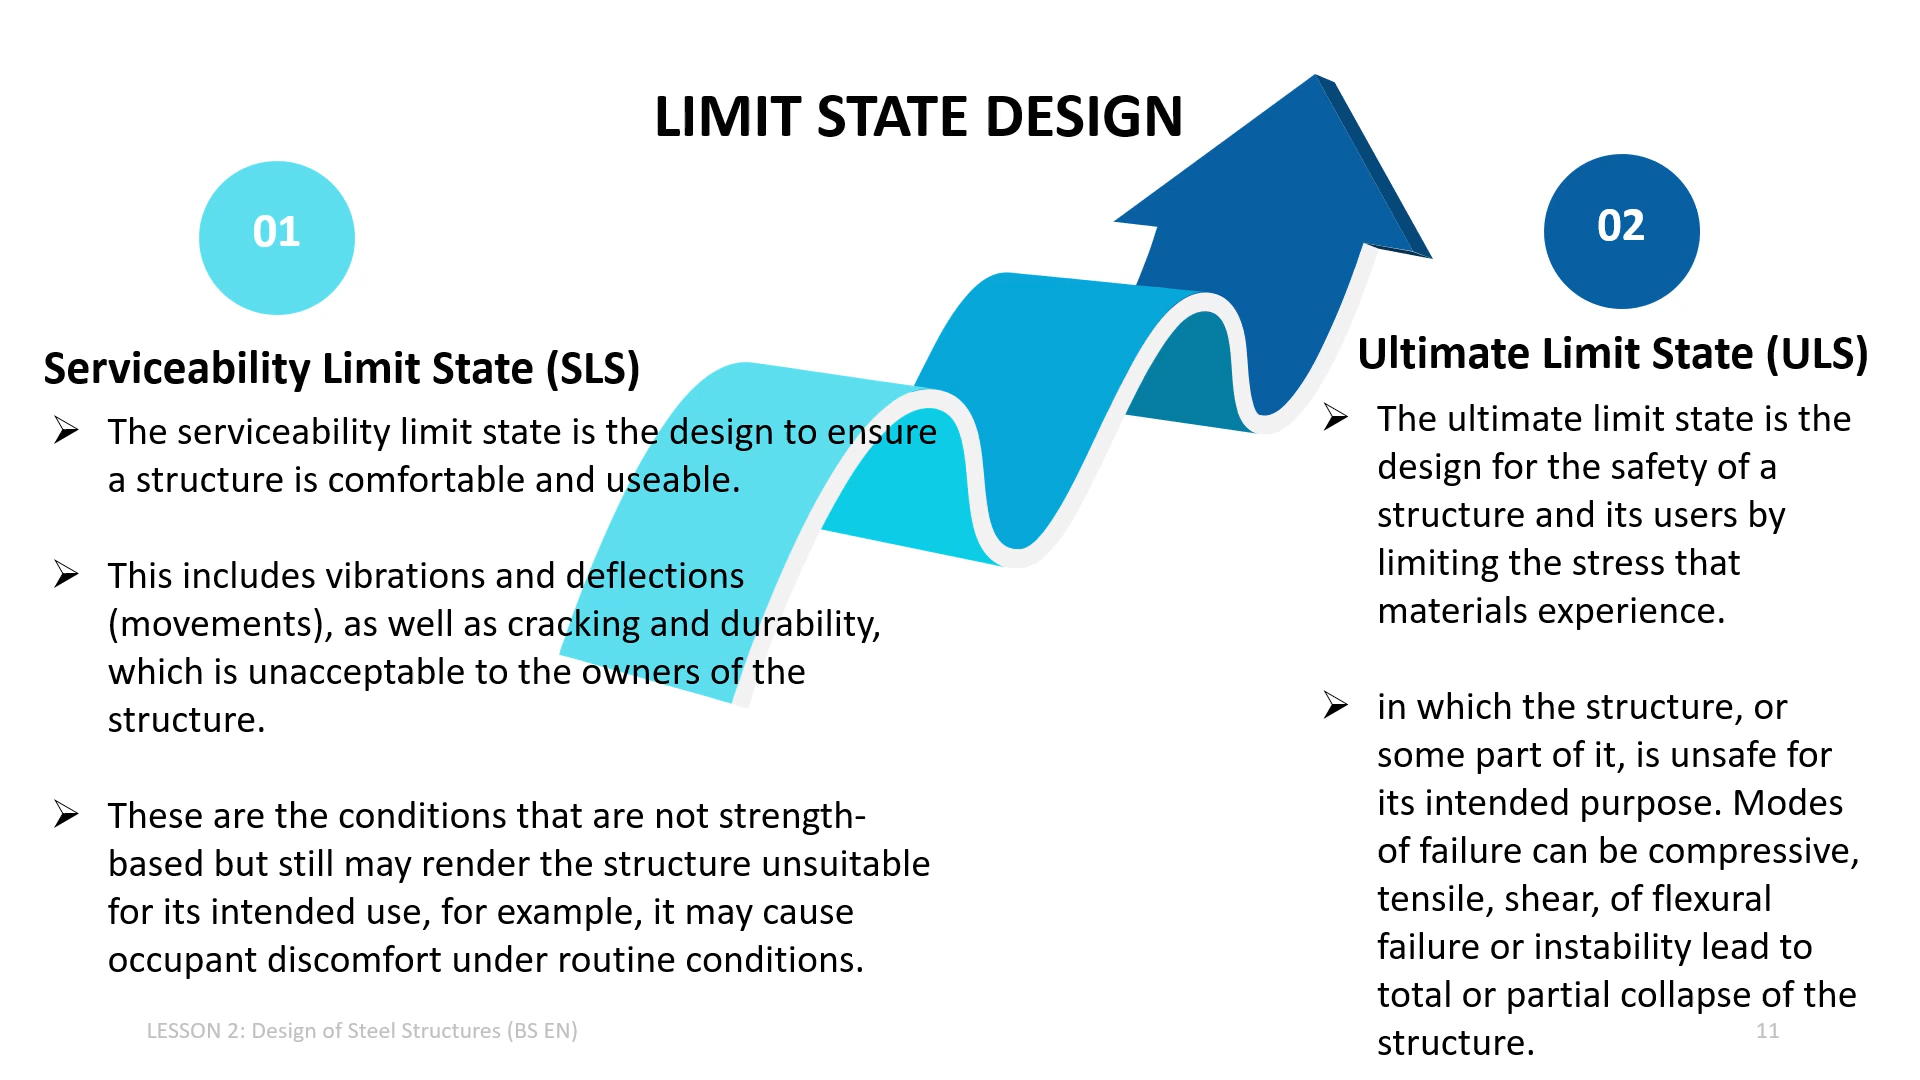 LIMIT STATE DESIGN
01
Serviceability Limit State (SLS)
➢ The serviceability limit state is the design to ensure
a structure is comfortable and useable.
➢ This includes vibrations and deflections
(movements), as well as cracking and durability,
which is unacceptable to the owners of the
structure.
➢ These are the conditions that are not strength-
based but still may render the structure unsuitable
for its intended use, for example, it may cause
occupant discomfort under routine conditions.
02
Ultimate Limit State (ULS)
➢ The ultimate limit state is the
design for the safety of a
structure and its users by
limiting the stress that
materials experience.
➢ in which the structure, or
some part of it, is unsafe for
its intended purpose. Modes
of failure can be compressive,
tensile, shear, of flexural
failure or instability lead to
total or partial collapse of the
structure.
LESSON 2: Design of Steel Structures (BS EN)
11